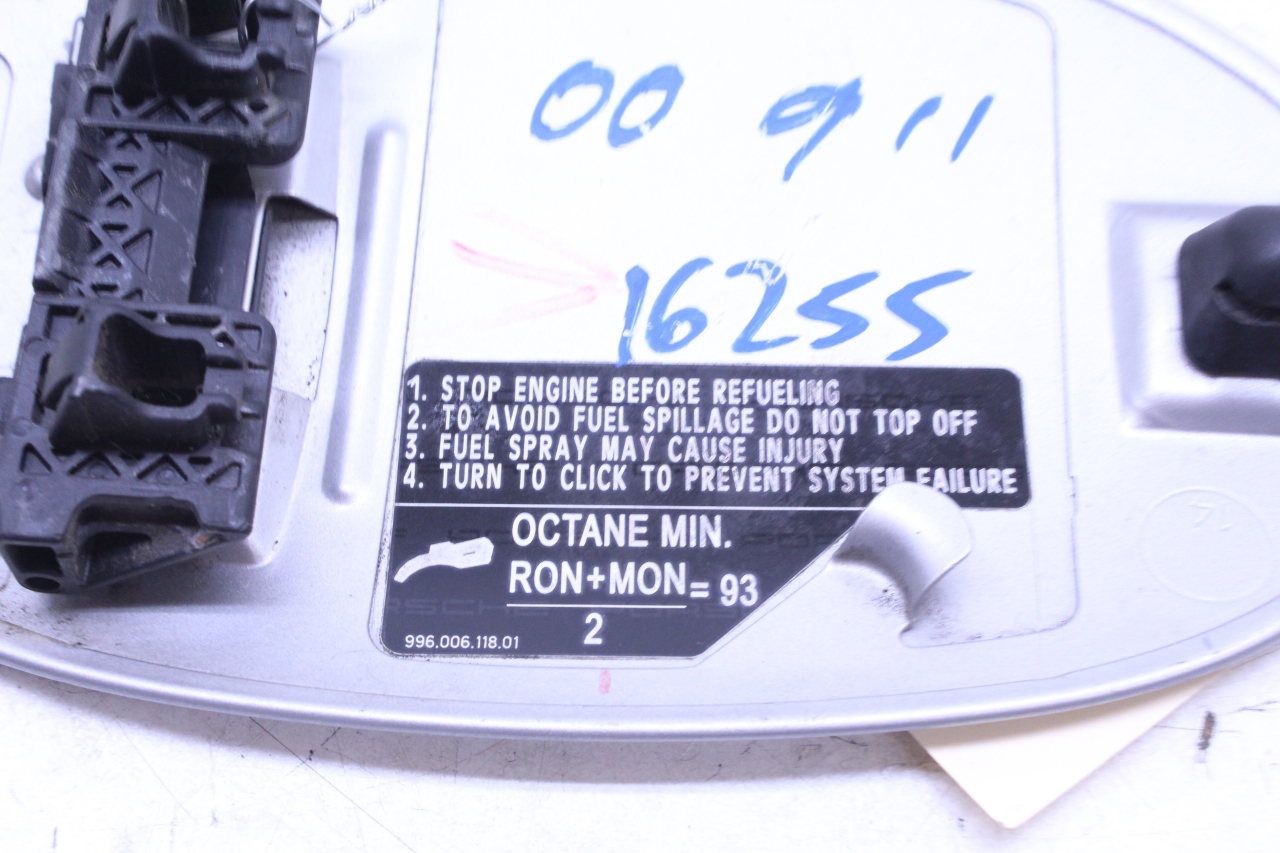 00 911
16255
1. STOP ENGINE BEFORE REFUELING
2. TO AVOID FUEL SPILLAGE DO NOT TOP OFF
3. FUEL SPRAY MAY CAUSE INJURY
4. TURN TO CLICK TO PREVENT SYSTEM FAILURE
OCTANE MIN.
RON+MON = 93
2
996.006.118.01
14